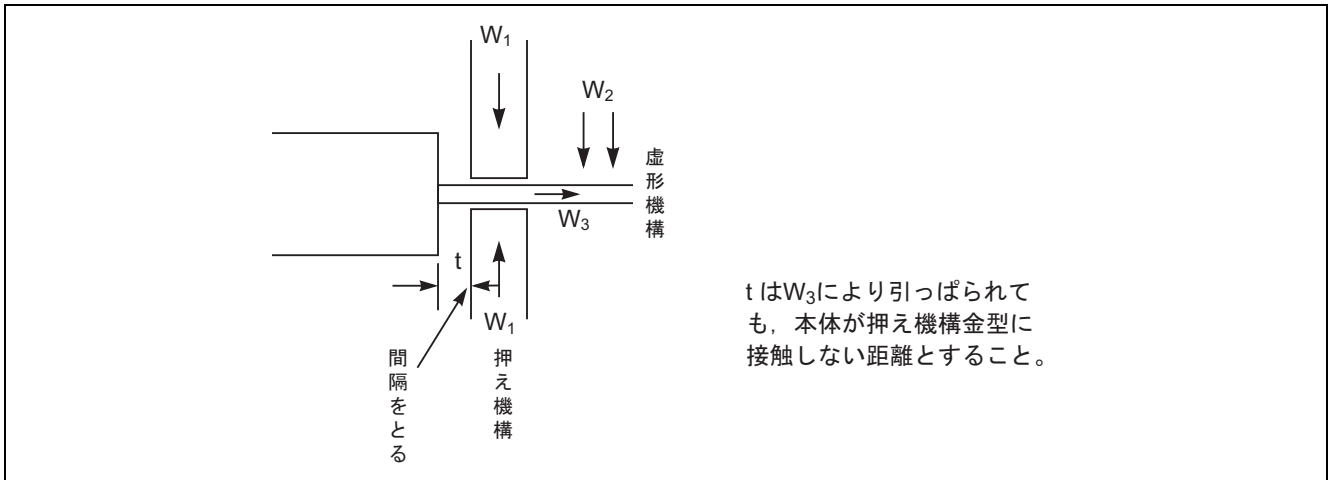 W₁
W₂
虚形機構
W₃
t
W₁
間隔をとる
押え機構
t はW₃により引っぱられて
も，本体が押え機構金型に
接触しない距離とすること。